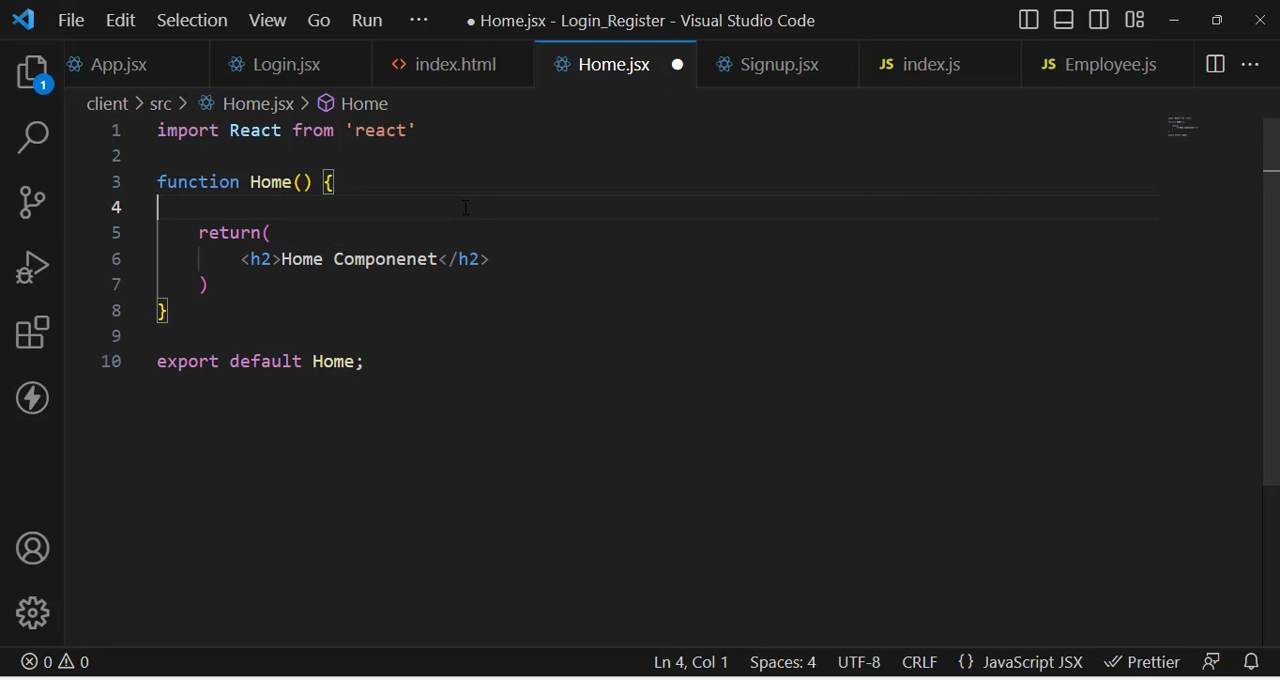 File Edit Selection View Go Run ··· ● Home.jsx - Login_Register - Visual Studio Code
1
App.jsx Login.jsx <> index.html Home.jsx ● Signup.jsx JS index.js JS Employee.js ···
client > src > Home.jsx > Home
1 import React from 'react'
2
3 function Home() {
4
5 return(
6 <h2>Home Componenet</h2>
7 )
8 }
9
10 export default Home;
0 0 Ln 4, Col 1 Spaces: 4 UTF-8 CRLF {} JavaScript JSX Prettier